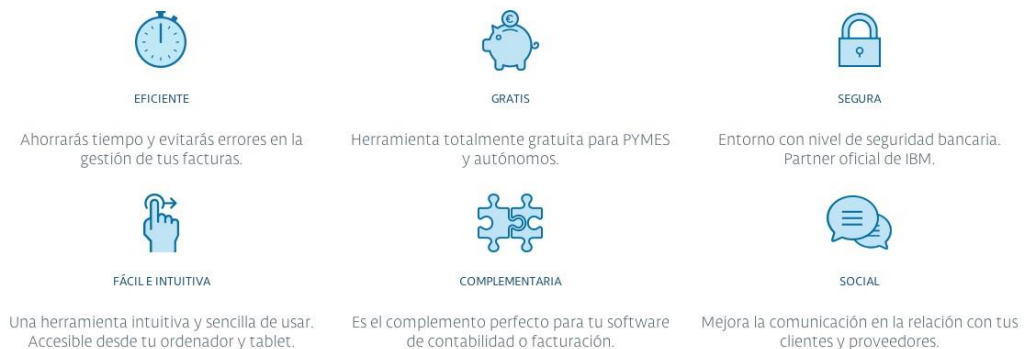 EFICIENTE
Ahorrarás tiempo y evitarás errores en la
gestión de tus facturas.
GRATIS
Herramienta totalmente gratuita para PYMES
y autónomos.
SEGURA
Entorno con nivel de seguridad bancaria.
Partner oficial de IBM.
FÁCIL E INTUITIVA
Una herramienta intuitiva y sencilla de usar.
Accesible desde tu ordenador y tablet.
COMPLEMENTARIA
Es el complemento perfecto para tu software
de contabilidad o facturación.
SOCIAL
Mejora la comunicación en la relación con tus
clientes y proveedores.